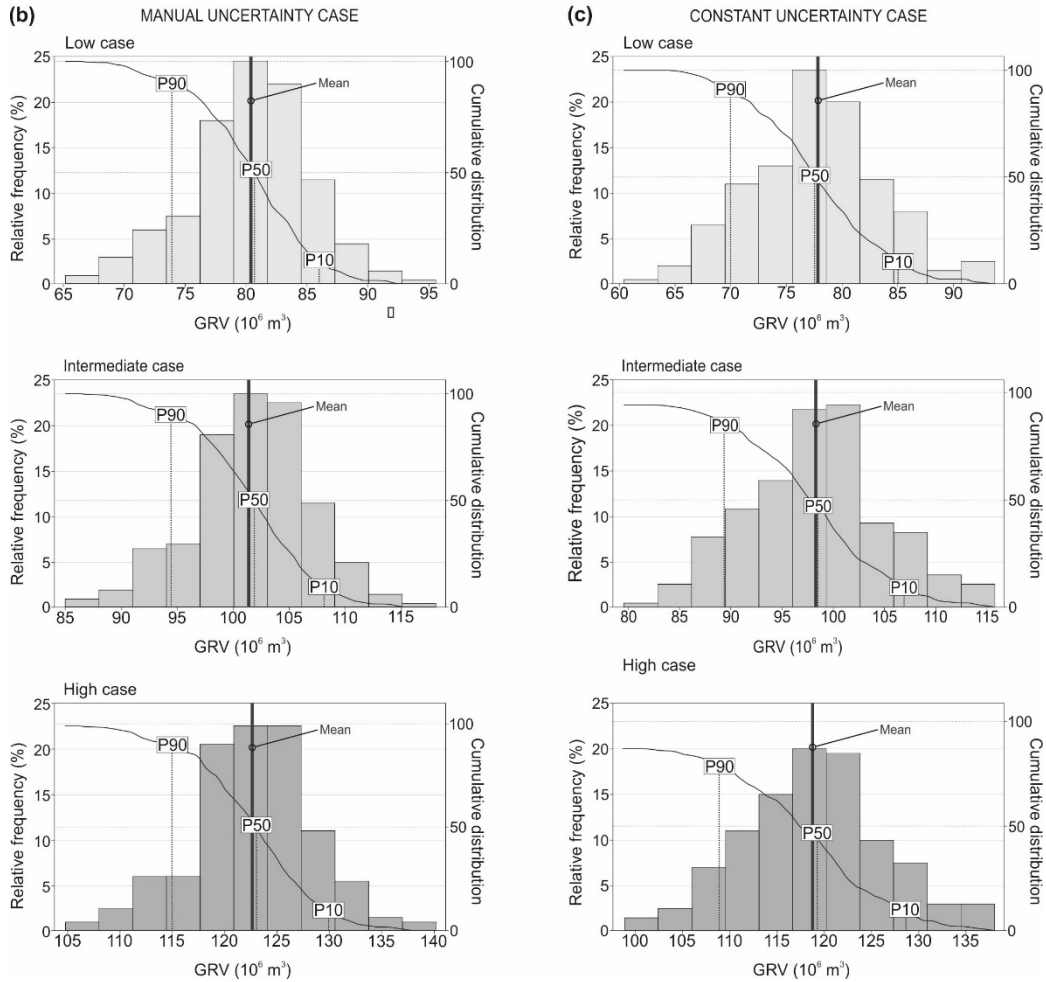 (b) MANUAL UNCERTAINTY CASE
Low case
25
20
15
10
5
0
Relative frequency (%)
P90
P50
P10
Mean
100
50
0
Cumulative distribution
65 70 75 80 85 90 95
GRV (10⁶ m³)
Intermediate case
25
20
15
10
5
0
Relative frequency (%)
P90
P50
P10
Mean
100
50
0
Cumulative distribution
85 90 95 100 105 110 115
GRV (10⁶ m³)
High case
25
20
15
10
5
0
Relative frequency (%)
P90
P50
P10
Mean
100
50
0
Cumulative distribution
105 110 115 120 125 130 135 140
GRV (10⁶ m³)
(c) CONSTANT UNCERTAINTY CASE
Low case
25
20
15
10
5
0
Relative frequency (%)
P90
P50
P10
Mean
100
50
0
Cumulative distribution
60 65 70 75 80 85 90
GRV (10⁶ m³)
Intermediate case
25
20
15
10
5
0
Relative frequency (%)
P90
P50
P10
Mean
100
50
0
Cumulative distribution
80 85 90 95 100 105 110 115
GRV (10⁶ m³)
High case
25
20
15
10
5
0
Relative frequency (%)
P90
P50
P10
Mean
100
50
0
Cumulative distribution
100 105 110 115 120 125 130 135
GRV (10⁶ m³)